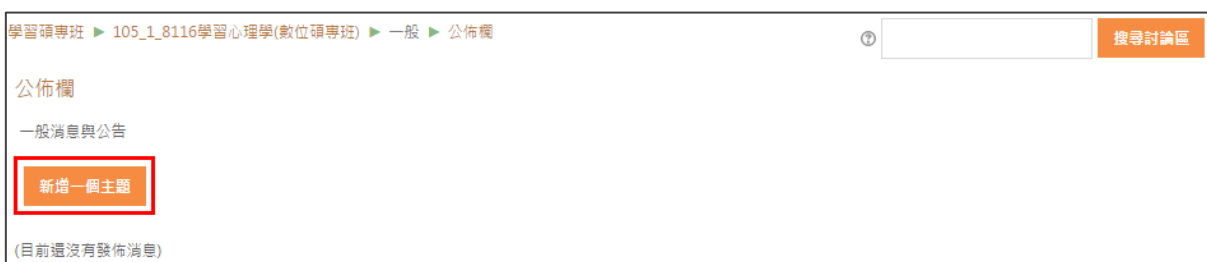 學習碩專班 ▶ 105_1_8116學習心理學(數位碩專班) ▶ 一般 ▶ 公佈欄
搜尋討論區
公佈欄
一般消息與公告
新增一個主題
(目前還沒有發佈消息)